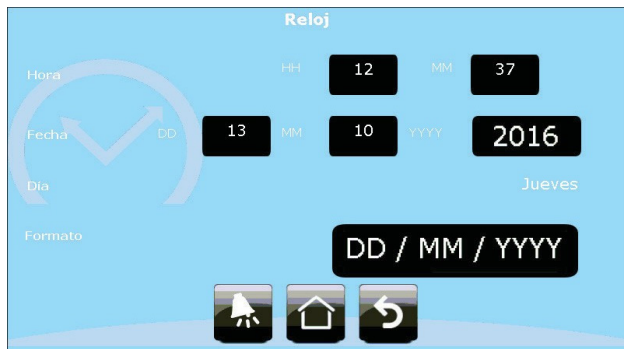 Reloj
Hora HH 12 MM 37
Fecha DD 13 MM 10 YYYY 2016
Día Jueves
Formato DD / MM / YYYY